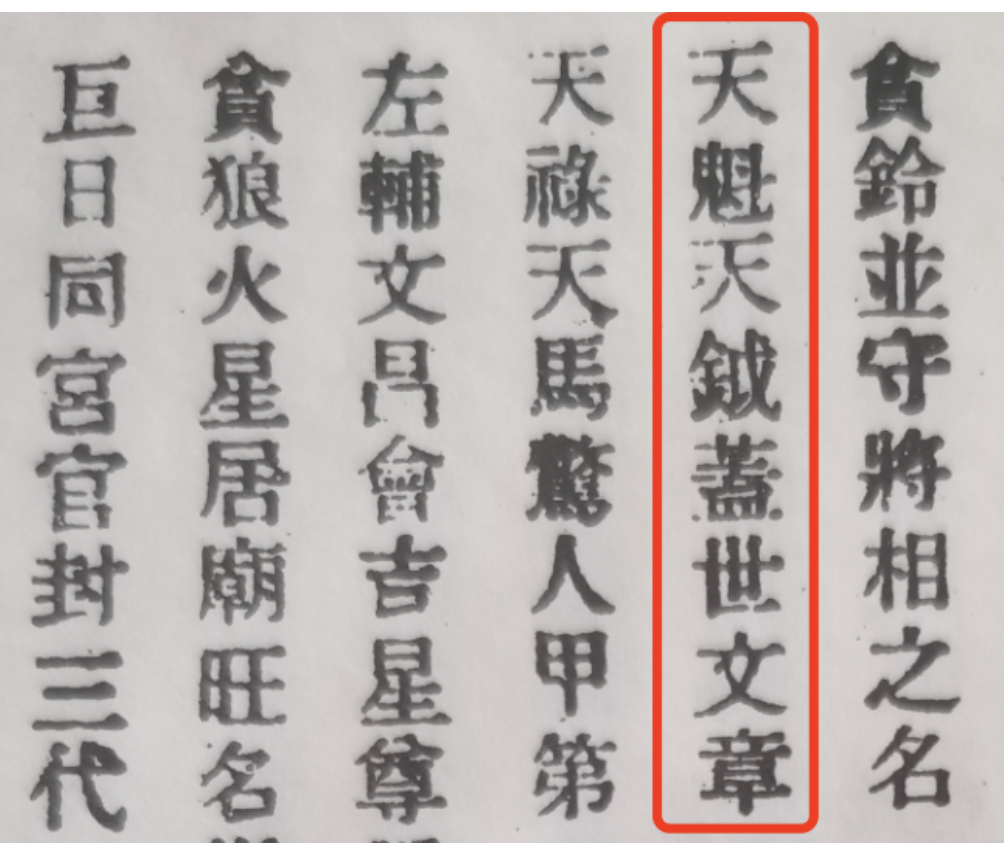 貪鈴並守將相之名
天魁天鉞蓋世文章
天祿天馬驚人甲第
左輔文昌會吉星尊
貪狼火星居廟旺名
巨日同宮官封三代